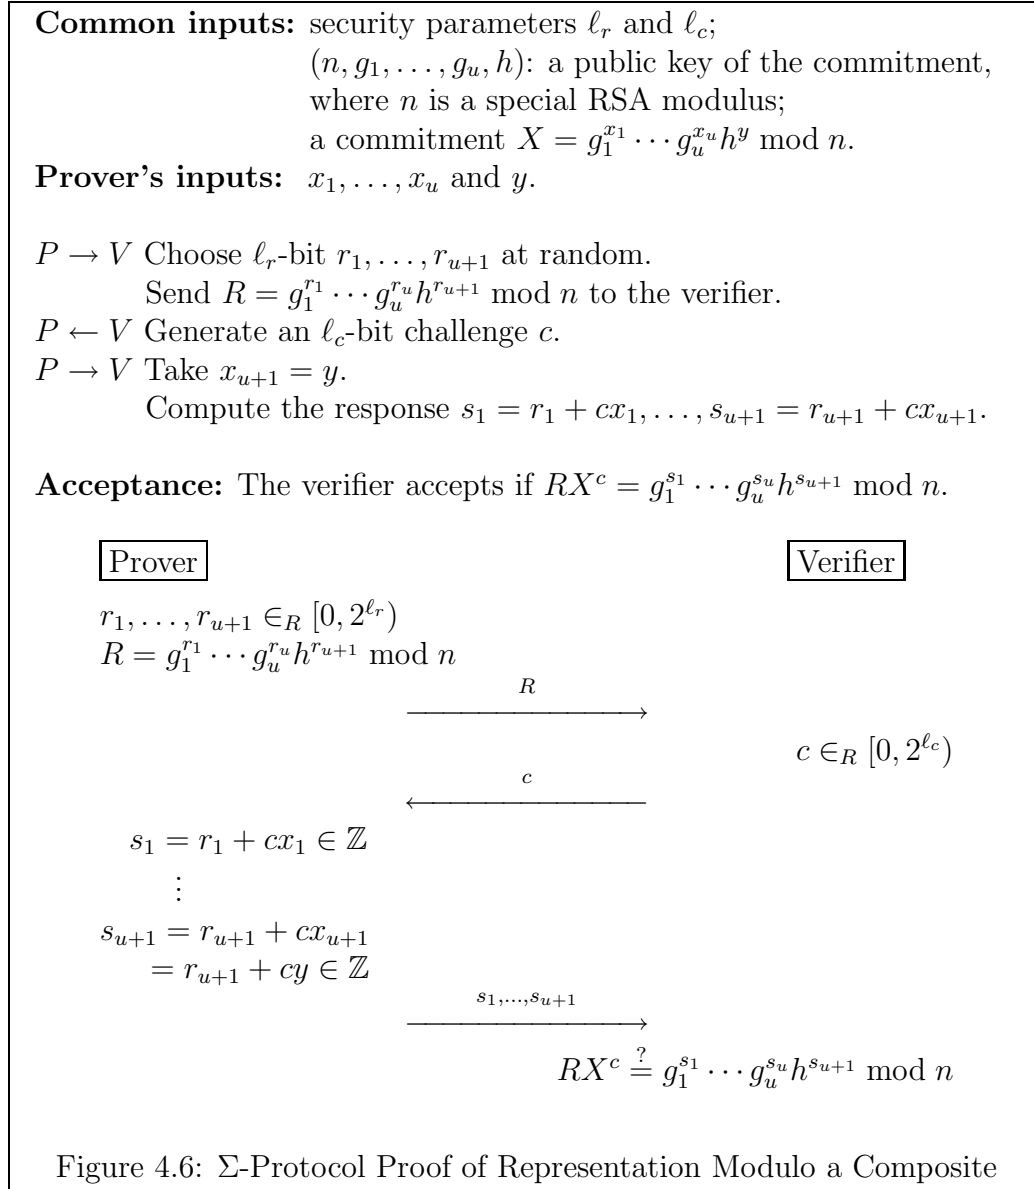 Common inputs: security parameters ℓ_r and ℓ_c;
(n, g_1, . . . , g_u, h): a public key of the commitment,
where n is a special RSA modulus;
a commitment X = g_1^{x_1} · · · g_u^{x_u} h^y mod n.
Prover's inputs: x_1, . . . , x_u and y.
P → V Choose ℓ_r-bit r_1, . . . , r_{u+1} at random.
Send R = g_1^{r_1} · · · g_u^{r_u} h^{r_{u+1}} mod n to the verifier.
P ← V Generate an ℓ_c-bit challenge c.
P → V Take x_{u+1} = y.
Compute the response s_1 = r_1 + cx_1, . . . , s_{u+1} = r_{u+1} + cx_{u+1}.
Acceptance: The verifier accepts if RX^c = g_1^{s_1} · · · g_u^{s_u} h^{s_{u+1}} mod n.
Prover Verifier
r_1, . . . , r_{u+1} ∈_R [0, 2^{ℓ_r})
R = g_1^{r_1} · · · g_u^{r_u} h^{r_{u+1}} mod n
R
c ∈_R [0, 2^{ℓ_c})
c
s_1 = r_1 + cx_1 ∈ ℤ
⋮
s_{u+1} = r_{u+1} + cx_{u+1}
= r_{u+1} + cy ∈ ℤ
s_1,...,s_{u+1}
RX^c ≟ g_1^{s_1} · · · g_u^{s_u} h^{s_{u+1}} mod n
Figure 4.6: Σ-Protocol Proof of Representation Modulo a Composite